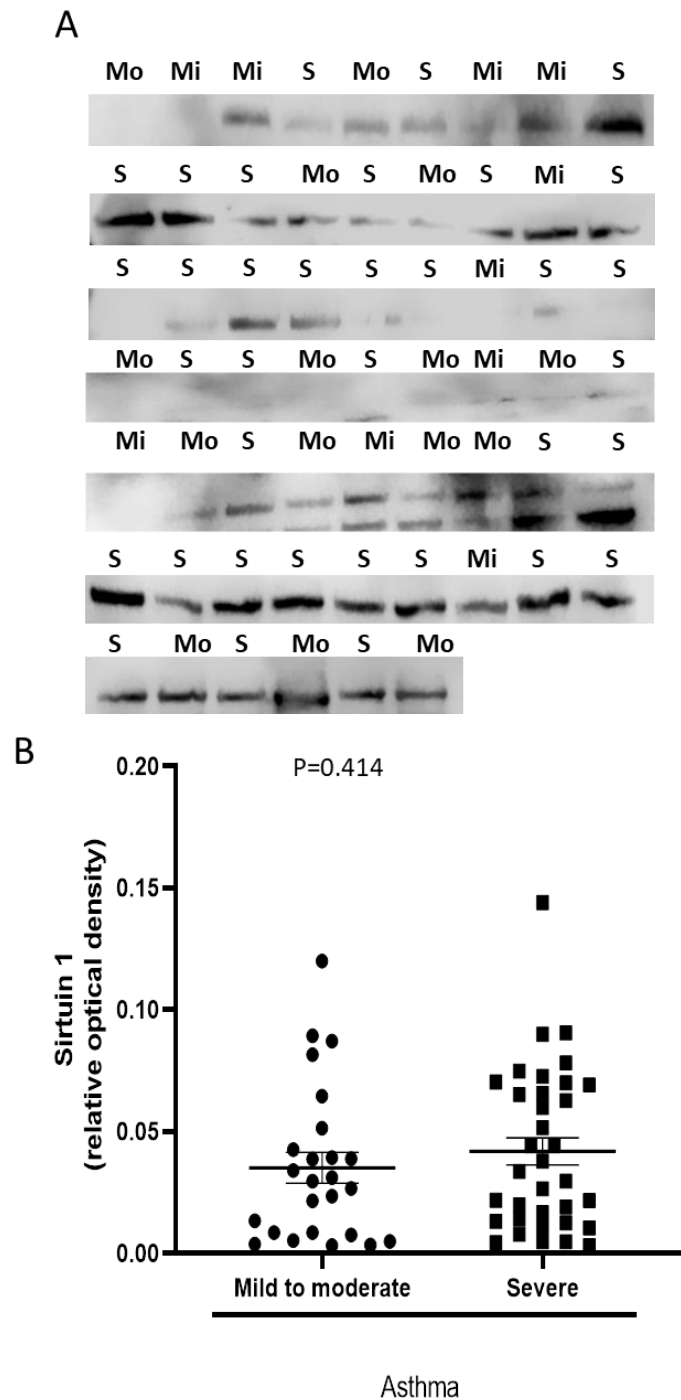 A
Mo Mi Mi S Mo S Mi Mi S
S S S Mo S Mo S Mi S
S S S S S S Mi S S
Mo S S Mo S Mo Mi Mo S
Mi Mo S Mo Mi Mo Mo S S
S S S S S S Mi S S
S Mo S Mo S Mo
B
P=0.414
0.20
0.15
0.10
0.05
0.00
Sirtuin 1
(relative optical density)
Mild to moderate Severe
Asthma